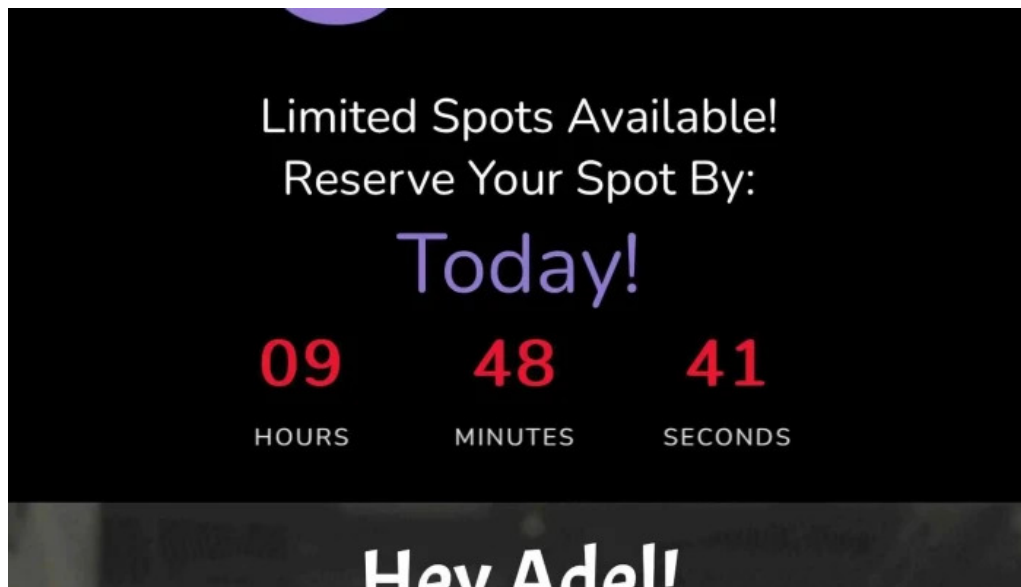 Limited Spots Available!
Reserve Your Spot By:
Today!
09 48 41
HOURS MINUTES SECONDS
Hey Adel!